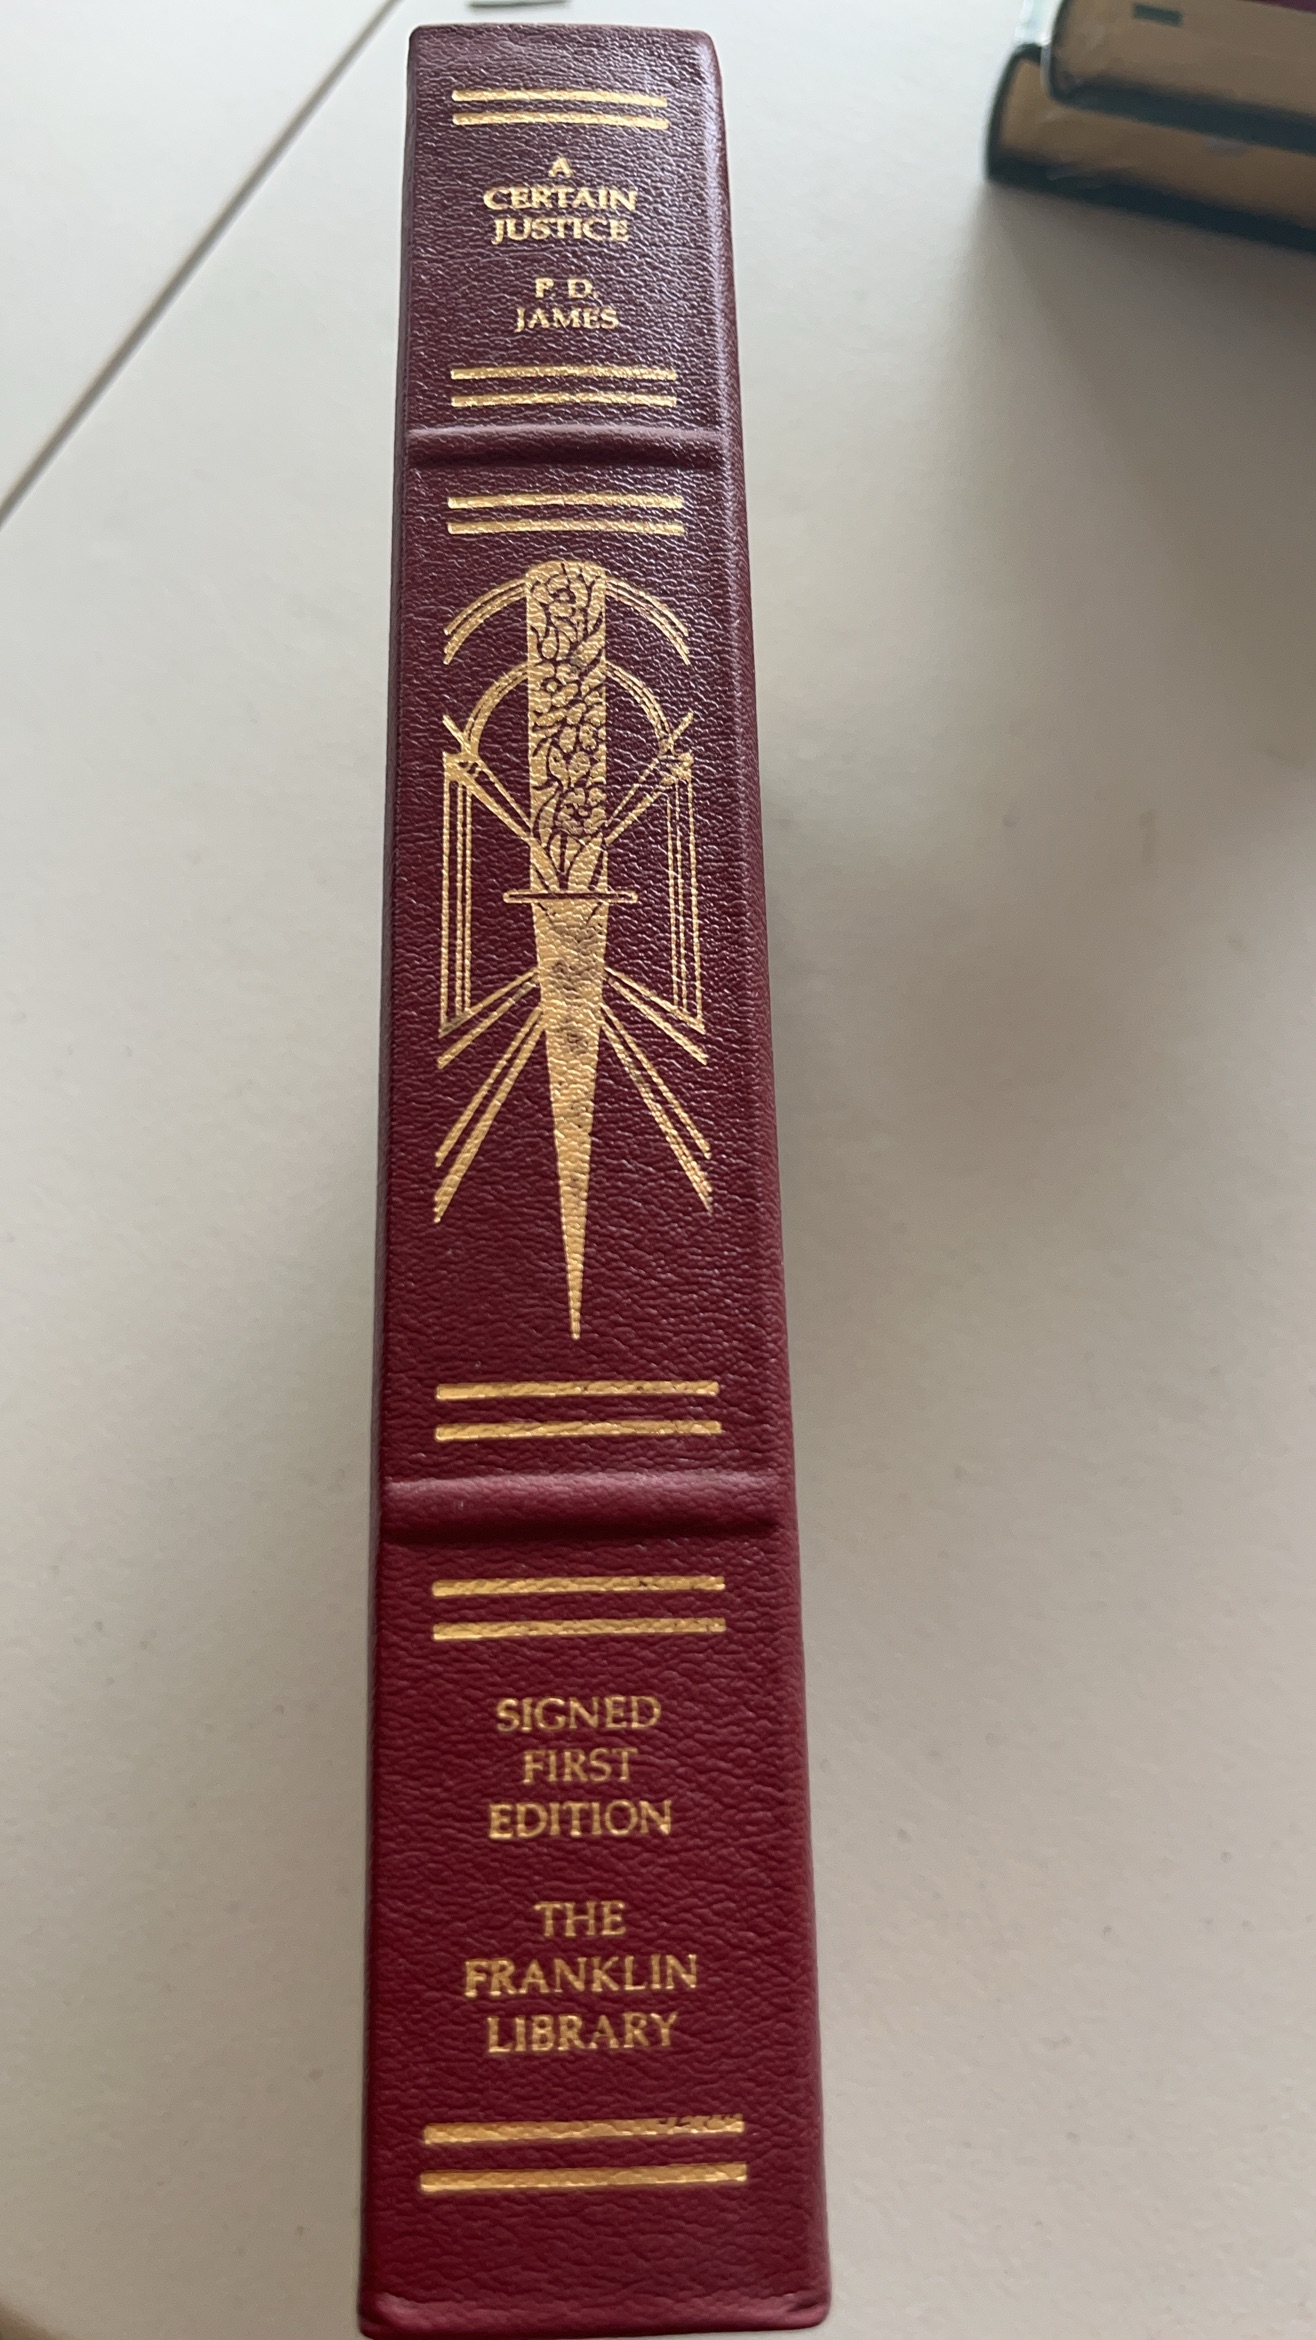 A
CERTAIN
JUSTICE
P. D.
JAMES
SIGNED
FIRST
EDITION
THE
FRANKLIN
LIBRARY